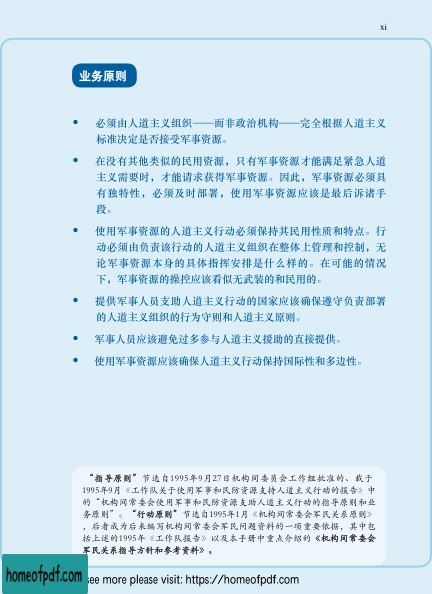 xi
业务原则
• 必须由人道主义组织——而非政治机构——完全根据人道主义
标准决定是否接受军事资源。
• 在没有其他类似的民用资源，只有军事资源才能满足紧急人道
主义需要时，才能请求获得军事资源。因此，军事资源必须具
有独特性，必须及时部署，使用军事资源应该是最后诉诸手
段。
• 使用军事资源的人道主义行动必须保持其民用性质和特点。行
动必须由负责该行动的人道主义组织在整体上管理和控制，无
论军事资源本身的具体指挥安排是什么样的。在可能的情况
下，军事资源的操控应该看似无武装的和民用的。
• 提供军事人员支助人道主义行动的国家应该确保遵守负责部署
的人道主义组织的行为守则和人道主义原则。
• 军事人员应该避免过多参与人道主义援助的直接提供。
• 使用军事资源应该确保人道主义行动保持国际性和多边性。
“指导原则”节选自1995年9月27日机构间委员会工作组批准的、载于
1995年9月《工作队关于使用军事和民防资源支持人道主义行动的报告》中
的“机构间常委会使用军事和民防资源支助人道主义行动的指导原则和业
务原则”。“行动原则”节选自1995年1月《机构间常委会军民关系原则》
，后者成为后来编写机构间常委会军民问题资料的一项重要依据，其中包
括上述的1995年《工作队报告》以及本手册中重点介绍的《机构间常委会
军民关系指导方针和参考资料》。
homeofpdf.com
see more please visit: https://homeofpdf.com